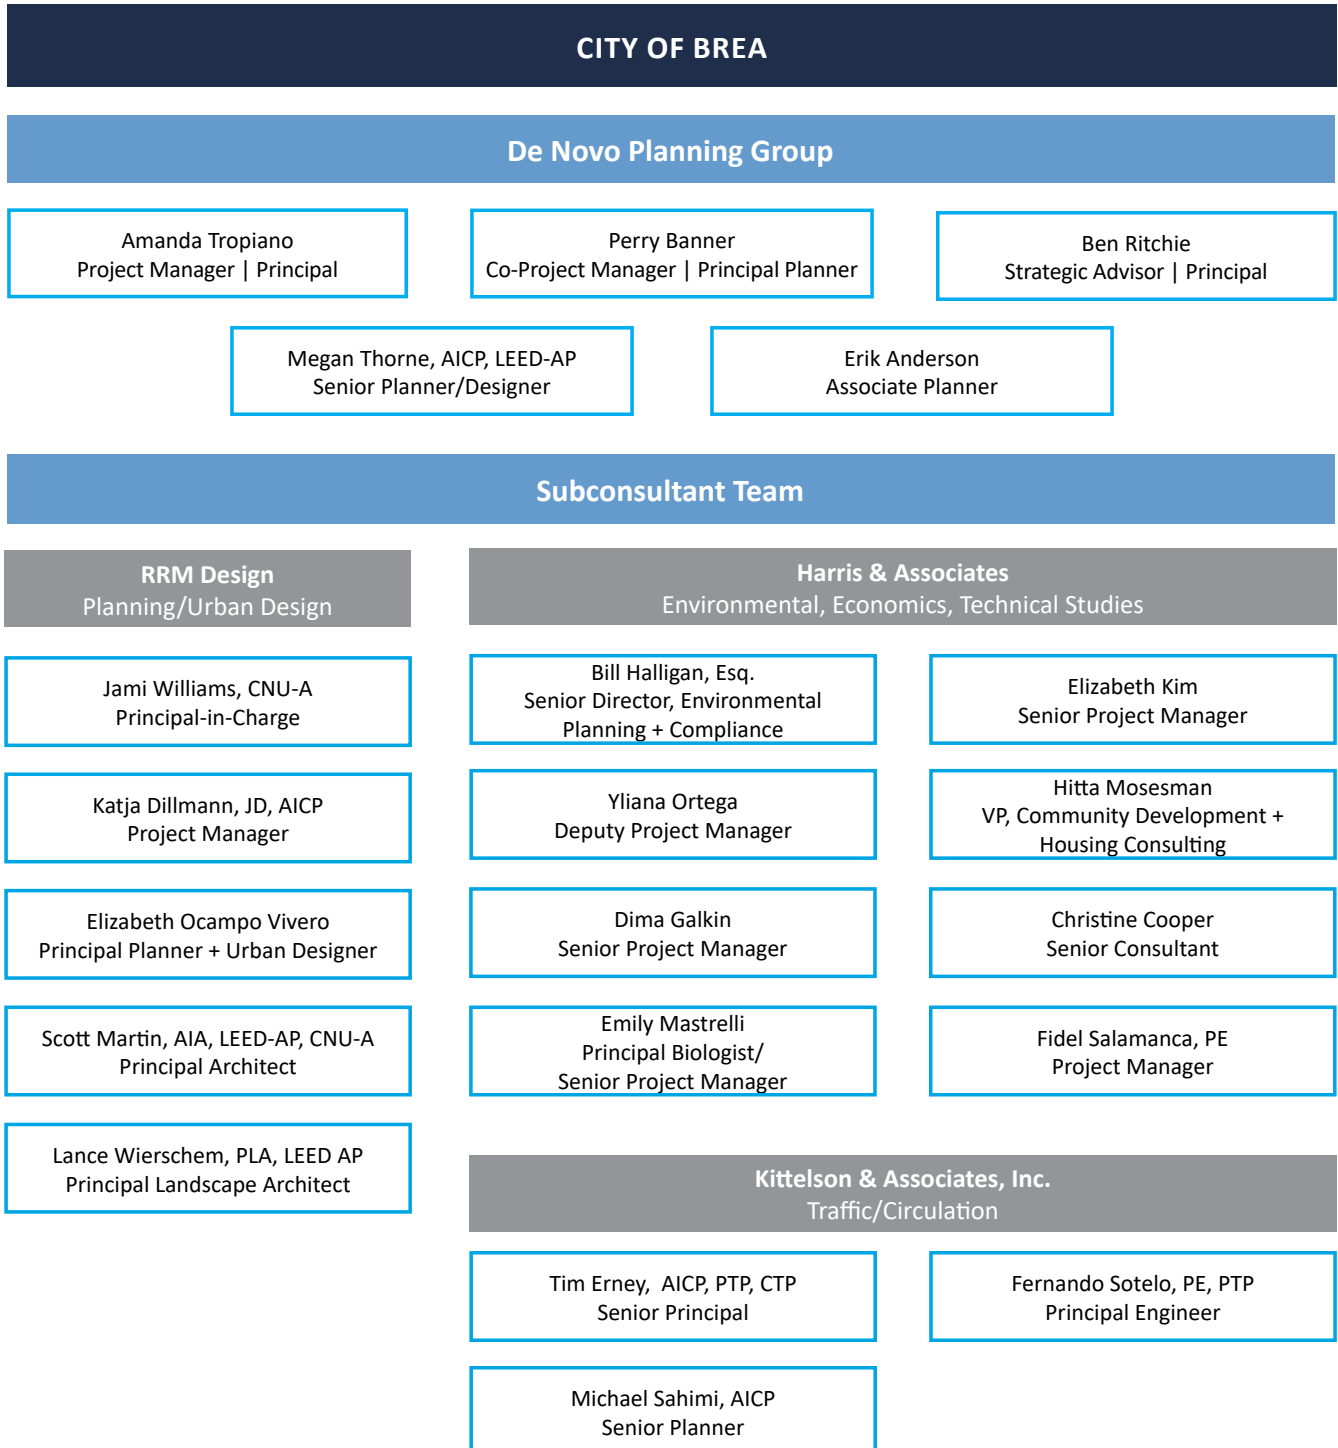 CITY OF BREA
De Novo Planning Group
Amanda Tropiano
Project Manager | Principal
Perry Banner
Co-Project Manager | Principal Planner
Ben Ritchie
Strategic Advisor | Principal
Megan Thorne, AICP, LEED-AP
Senior Planner/Designer
Erik Anderson
Associate Planner
Subconsultant Team
RRM Design
Planning/Urban Design
Jami Williams, CNU-A
Principal-in-Charge
Katja Dillmann, JD, AICP
Project Manager
Elizabeth Ocampo Vivero
Principal Planner + Urban Designer
Scott Martin, AIA, LEED-AP, CNU-A
Principal Architect
Lance Wierschem, PLA, LEED AP
Principal Landscape Architect
Harris & Associates
Environmental, Economics, Technical Studies
Bill Halligan, Esq.
Senior Director, Environmental
Planning + Compliance
Elizabeth Kim
Senior Project Manager
Yliana Ortega
Deputy Project Manager
Hitta Mosesman
VP, Community Development +
Housing Consulting
Dima Galkin
Senior Project Manager
Christine Cooper
Senior Consultant
Emily Mastrelli
Principal Biologist/
Senior Project Manager
Fidel Salamanca, PE
Project Manager
Kittelson & Associates, Inc.
Traffic/Circulation
Tim Erney, AICP, PTP, CTP
Senior Principal
Fernando Sotelo, PE, PTP
Principal Engineer
Michael Sahimi, AICP
Senior Planner